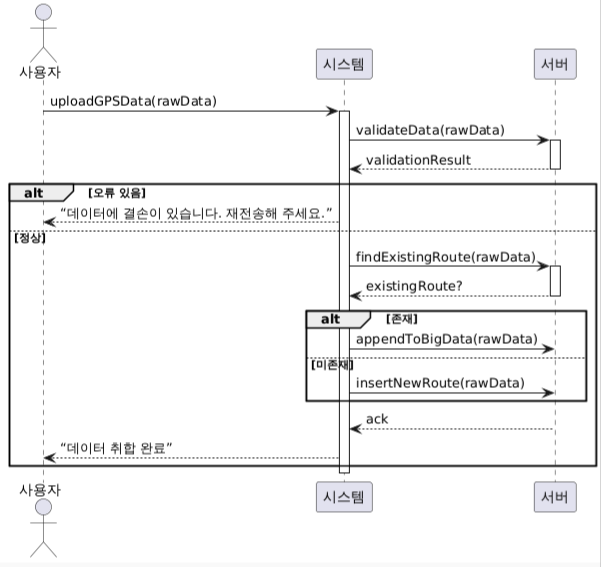 사용자
시스템
서버
uploadGPSData(rawData)
validateData(rawData)
validationResult
alt
[오류 있음]
“데이터에 결손이 있습니다. 재전송해 주세요.”
[정상]
findExistingRoute(rawData)
existingRoute?
alt
[존재]
appendToBigData(rawData)
[미존재]
insertNewRoute(rawData)
ack
“데이터 취합 완료”
사용자
시스템
서버